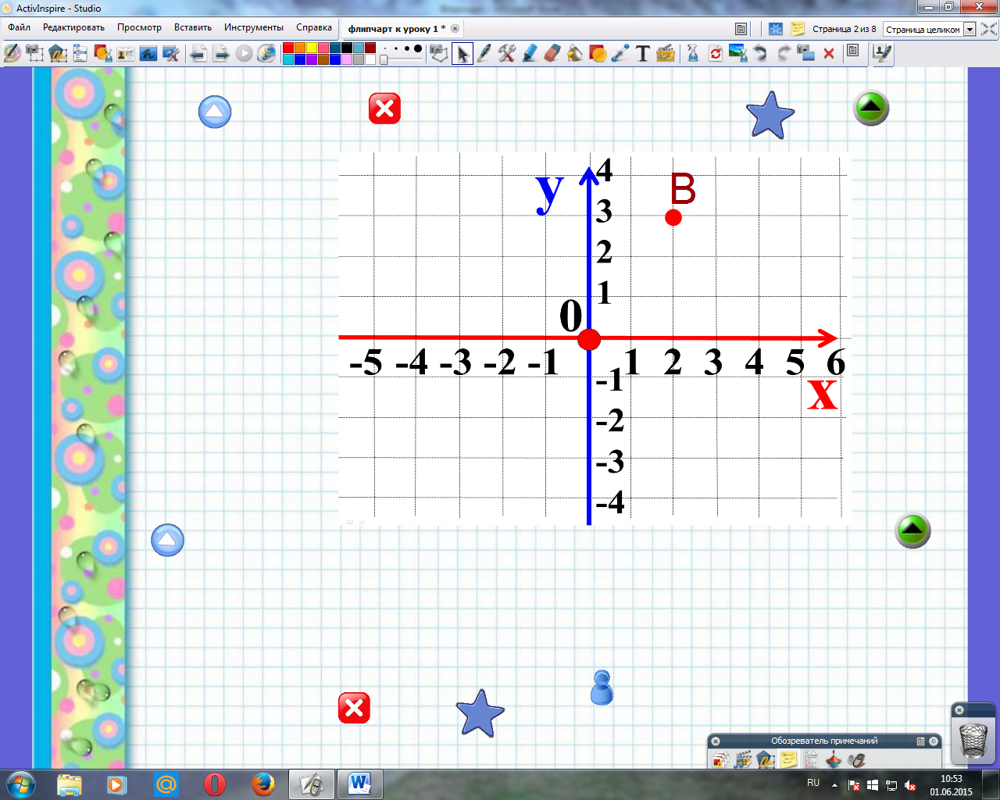 ActivInspire - Studio
Файл Редактировать Просмотр Вставить Инструменты Справка флипчарт к уроку 1 * Страница 2 из 8 Страница целиком
4
y B
3
2
1
0
-5 -4 -3 -2 -1 1 2 3 4 5 6
-1
x
-2
-3
-4
Обозреватель примечаний
RU 10:53
01.06.2015